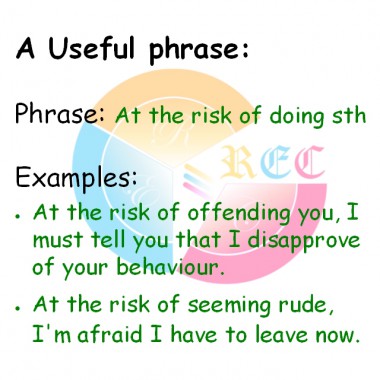 A Useful phrase:
Phrase: At the risk of doing sth
REC
Examples:
• At the risk of offending you, I
must tell you that I disapprove
of your behaviour.
• At the risk of seeming rude,
I'm afraid I have to leave now.